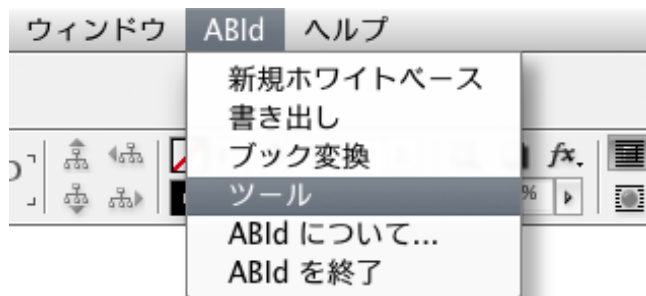 ウィンドウ ABId ヘルプ
新規ホワイトベース
書き出し
ブック変換
fx.
ツール
%
ABId について...
ABId を終了